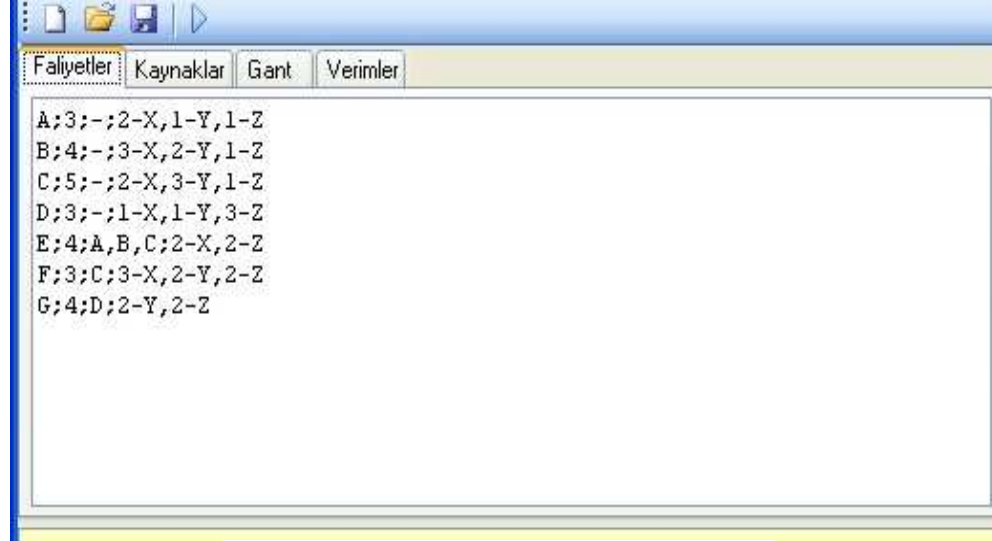 Faliyetler Kaynaklar Gant Verimler
A;3;-;2-X,1-Y,1-Z
B;4;-;3-X,2-Y,1-Z
C;5;-;2-X,3-Y,1-Z
D;3;-;1-X,1-Y,3-Z
E;4;A,B,C;2-X,2-Z
F;3;C;3-X,2-Y,2-Z
G;4;D;2-Y,2-Z